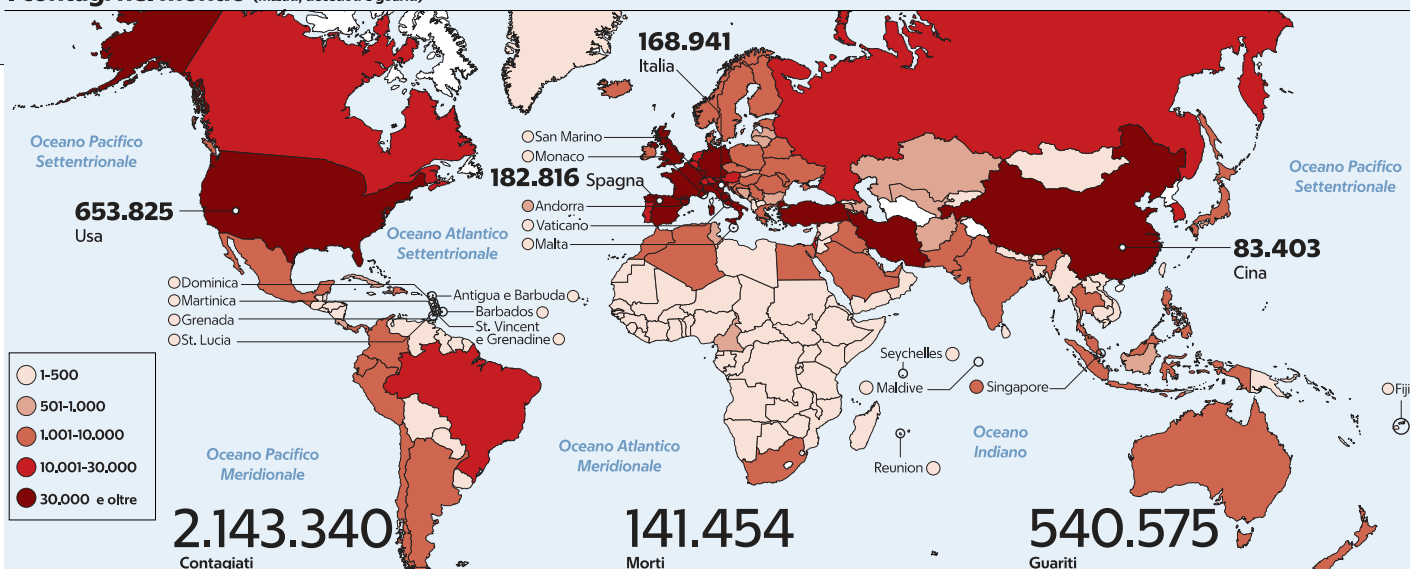 168.941
Italia
Oceano Pacifico
Settentrionale
San Marino
Monaco
182.816 Spagna
Andorra
Vaticano
Malta
Oceano Pacifico
Settentrionale
653.825
Usa
Oceano Atlantico
Settentrionale
83.403
Cina
Dominica
Martinica
Grenada
St. Lucia
Antigua e Barbuda
Barbados
St. Vincent
e Grenadine
Seychelles
Maldive
Singapore
Fiji
Reunion
1-500
501-1.000
1.001-10.000
10.001-30.000
30.000 e oltre
Oceano Pacifico
Meridionale
Oceano Atlantico
Meridionale
Oceano
Indiano
2.143.340
Contagiati
141.454
Morti
540.575
Guariti